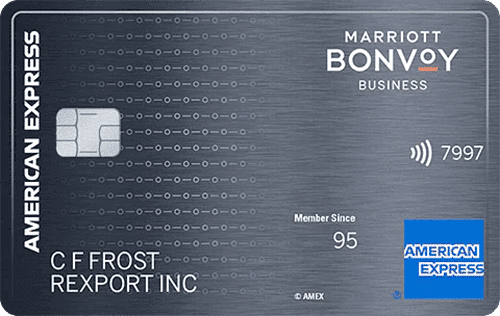 AMERICAN EXPRESS
MARRIOTT
BONVOY
BUSINESS
7997
Member Since
95
AMERICAN
EXPRESS
C F FROST
REXPORT INC
© AMEX